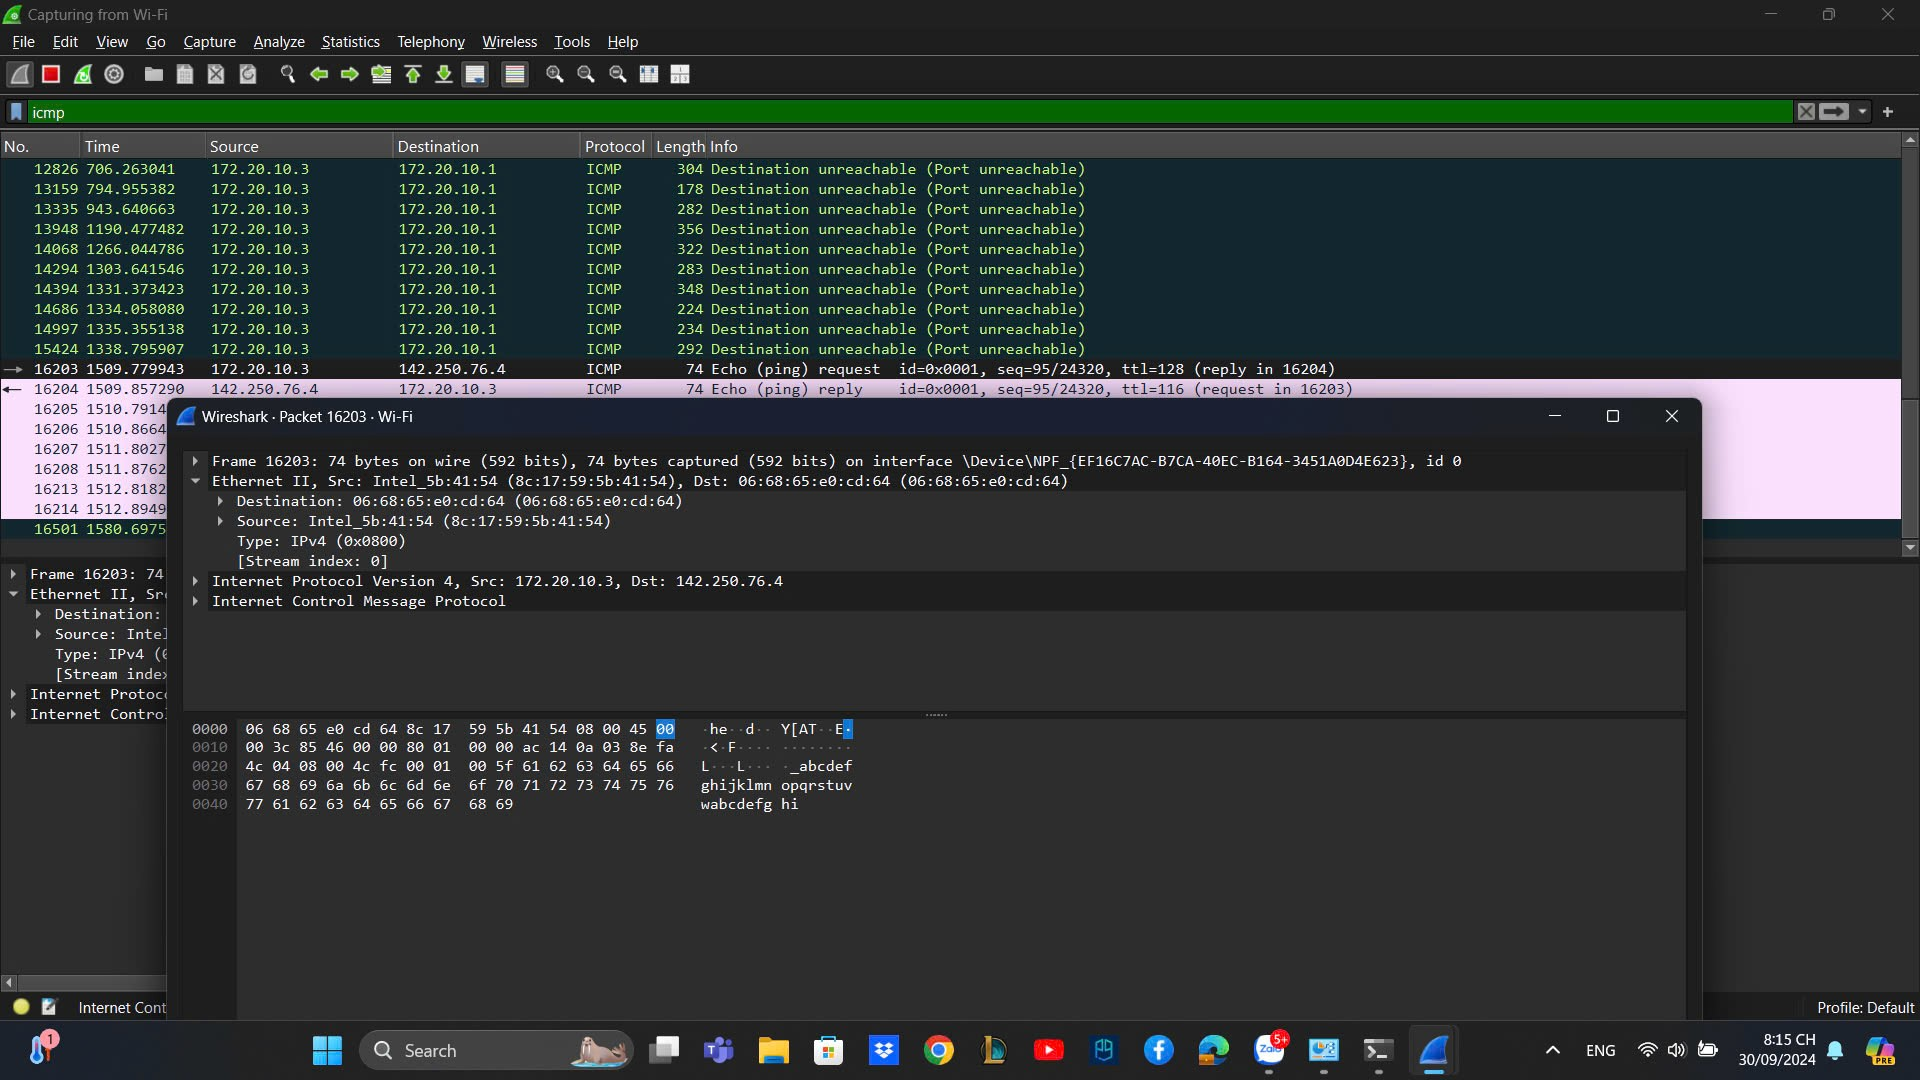 Capturing from Wi-Fi
File Edit View Go Capture Analyze Statistics Telephony Wireless Tools Help
icmp
No. Time Source Destination Protocol Length Info
12826 706.263041 172.20.10.3 172.20.10.1 ICMP 304 Destination unreachable (Port unreachable)
13159 794.955382 172.20.10.3 172.20.10.1 ICMP 178 Destination unreachable (Port unreachable)
13335 943.640663 172.20.10.3 172.20.10.1 ICMP 282 Destination unreachable (Port unreachable)
13948 1190.477482 172.20.10.3 172.20.10.1 ICMP 356 Destination unreachable (Port unreachable)
14068 1266.044786 172.20.10.3 172.20.10.1 ICMP 322 Destination unreachable (Port unreachable)
14294 1303.641546 172.20.10.3 172.20.10.1 ICMP 283 Destination unreachable (Port unreachable)
14394 1331.373423 172.20.10.3 172.20.10.1 ICMP 348 Destination unreachable (Port unreachable)
14686 1334.058080 172.20.10.3 172.20.10.1 ICMP 224 Destination unreachable (Port unreachable)
14997 1335.355138 172.20.10.3 172.20.10.1 ICMP 234 Destination unreachable (Port unreachable)
15424 1338.795907 172.20.10.3 172.20.10.1 ICMP 292 Destination unreachable (Port unreachable)
16203 1509.779943 172.20.10.3 142.250.76.4 ICMP 74 Echo (ping) request id=0x0001, seq=95/24320, ttl=128 (reply in 16204)
16204 1509.857290 142.250.76.4 172.20.10.3 ICMP 74 Echo (ping) reply id=0x0001, seq=95/24320, ttl=116 (request in 16203)
16205 1510.7914
16206 1510.8664
16207 1511.8027
16208 1511.8762
16213 1512.8182
16214 1512.8949
16501 1580.6975
Frame 16203: 74
Ethernet II, Sr
Destination:
Source: Inte
Type: IPv4 (
[Stream inde
Internet Protoc
Internet Contro
Wireshark · Packet 16203 · Wi-Fi
Frame 16203: 74 bytes on wire (592 bits), 74 bytes captured (592 bits) on interface \Device\NPF_{EF16C7AC-B7CA-40EC-B164-3451A0D4E623}, id 0
Ethernet II, Src: Intel_5b:41:54 (8c:17:59:5b:41:54), Dst: 06:68:65:e0:cd:64 (06:68:65:e0:cd:64)
Destination: 06:68:65:e0:cd:64 (06:68:65:e0:cd:64)
Source: Intel_5b:41:54 (8c:17:59:5b:41:54)
Type: IPv4 (0x0800)
[Stream index: 0]
Internet Protocol Version 4, Src: 172.20.10.3, Dst: 142.250.76.4
Internet Control Message Protocol
0000 06 68 65 e0 cd 64 8c 17 59 5b 41 54 08 00 45 00 ·he··d·· Y[AT··E·
0010 00 3c 85 46 00 00 80 01 00 00 ac 14 0a 03 8e fa ·<·F···· ········
0020 4c 04 08 00 4c fc 00 01 00 5f 61 62 63 64 65 66 L···L··· ·_abcdef
0030 67 68 69 6a 6b 6c 6d 6e 6f 70 71 72 73 74 75 76 ghijklmn opqrstuv
0040 77 61 62 63 64 65 66 67 68 69 wabcdefg hi
Internet Cont
Profile: Default
1
Search
Zalo 5+
ENG
8:15 CH
30/09/2024
PRE